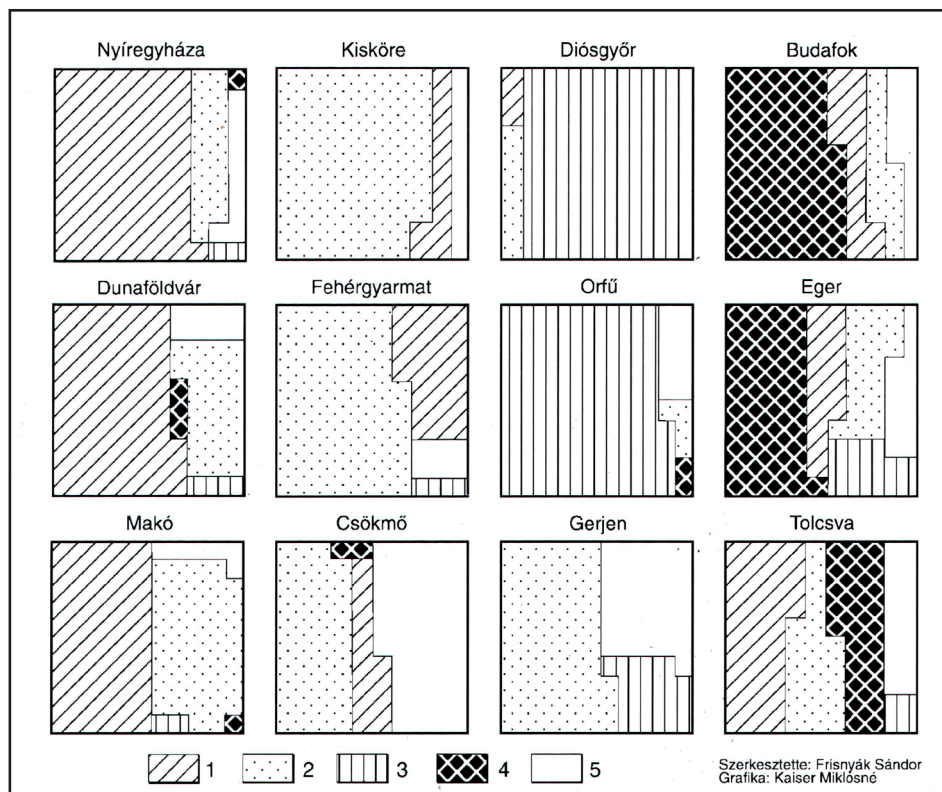 Nyíregyháza Kisköre Diósgyőr Budafok
Dunaföldvár Fehérgyarmat Orfű Eger
Makó Csökmő Gerjen Tolcsva
1 2 3 4 5
Szerkesztette: Frisnyák Sándor
Grafika: Kaiser Miklósné